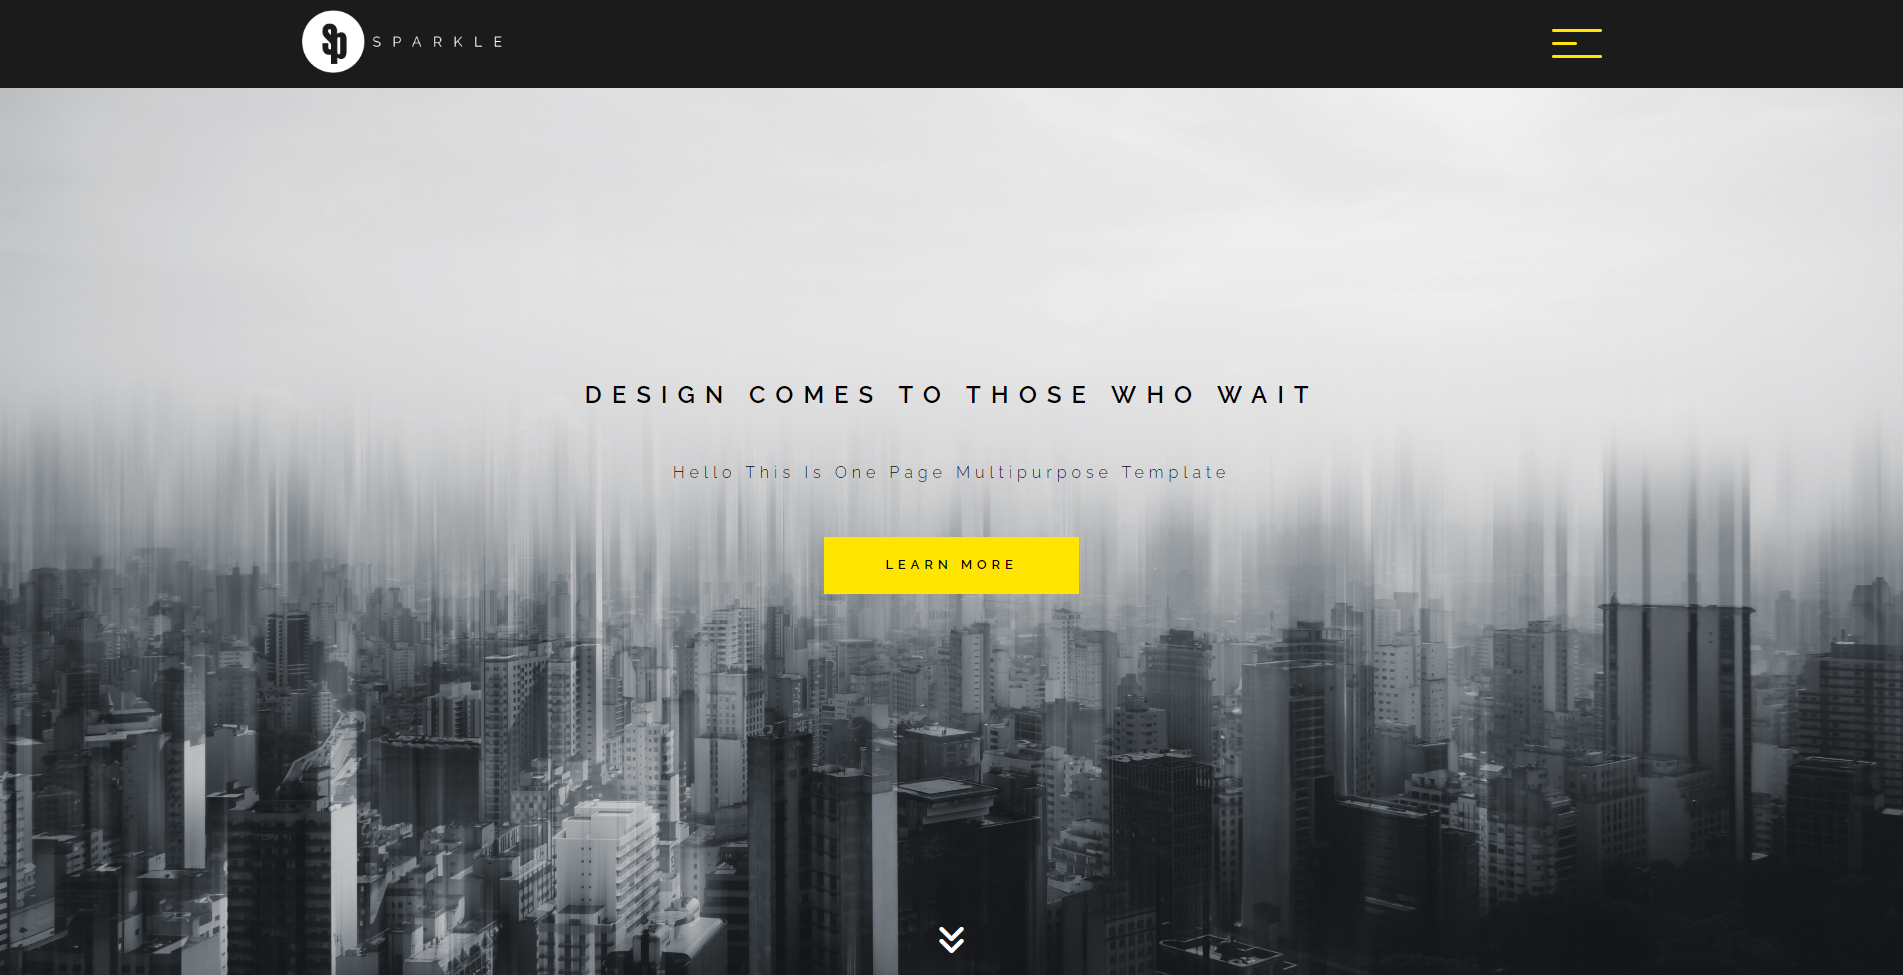 Sp SPARKLE
DESIGN COMES TO THOSE WHO WAIT
Hello This Is One Page Multipurpose Template
LEARN MORE